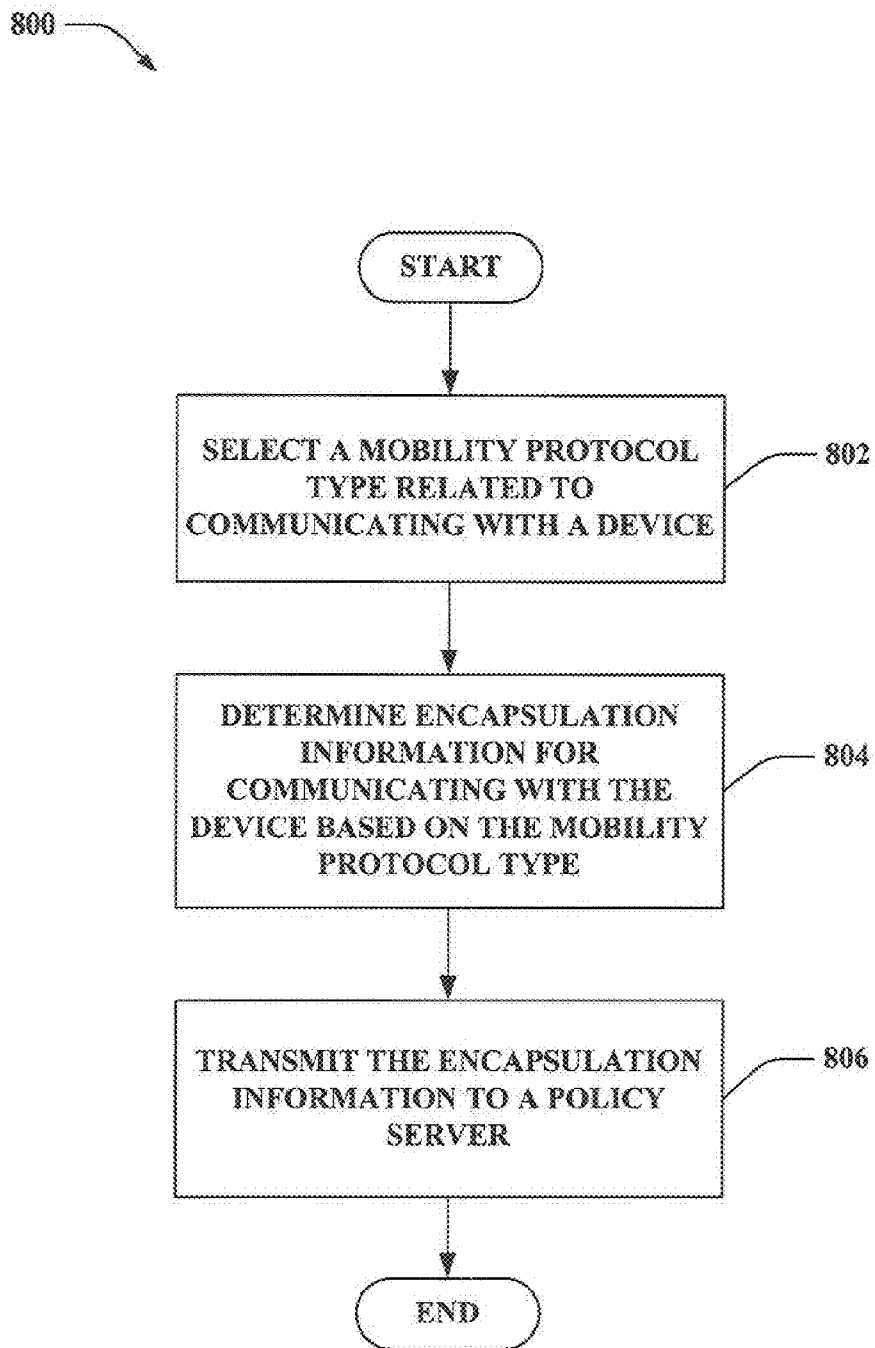 800
START
SELECT A MOBILITY PROTOCOL
TYPE RELATED TO
COMMUNICATING WITH A DEVICE
802
DETERMINE ENCAPSULATION
INFORMATION FOR
COMMUNICATING WITH THE
DEVICE BASED ON THE MOBILITY
PROTOCOL TYPE
804
TRANSMIT THE ENCAPSULATION
INFORMATION TO A POLICY
SERVER
806
END